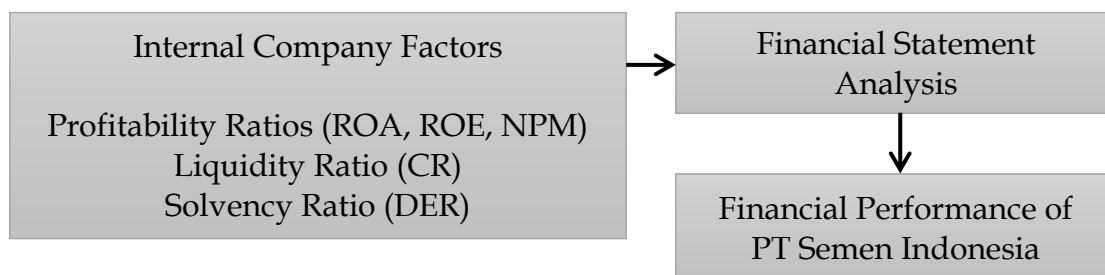 Internal Company Factors
Profitability Ratios (ROA, ROE, NPM)
Liquidity Ratio (CR)
Solvency Ratio (DER)
Financial Statement
Analysis
Financial Performance of
PT Semen Indonesia